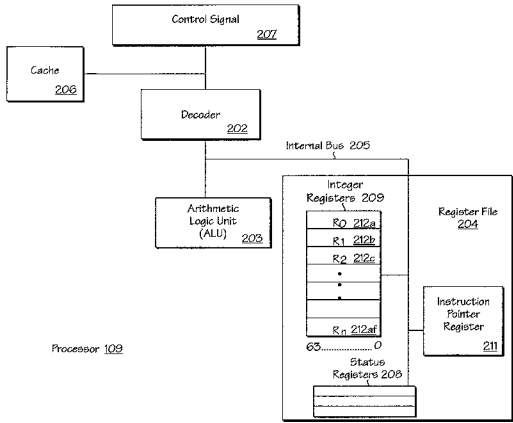 Control Signal
207
Cache
206
Decoder
202
Internal Bus 205
Integer
Registers 209
Arithmetic
Logic Unit
(ALU) 203
R0 212a
R1 212b
R2 212c
Rn 212af
63..........0
Register File
204
Instruction
Pointer
Register
211
Processor 109
Status
Registers 208